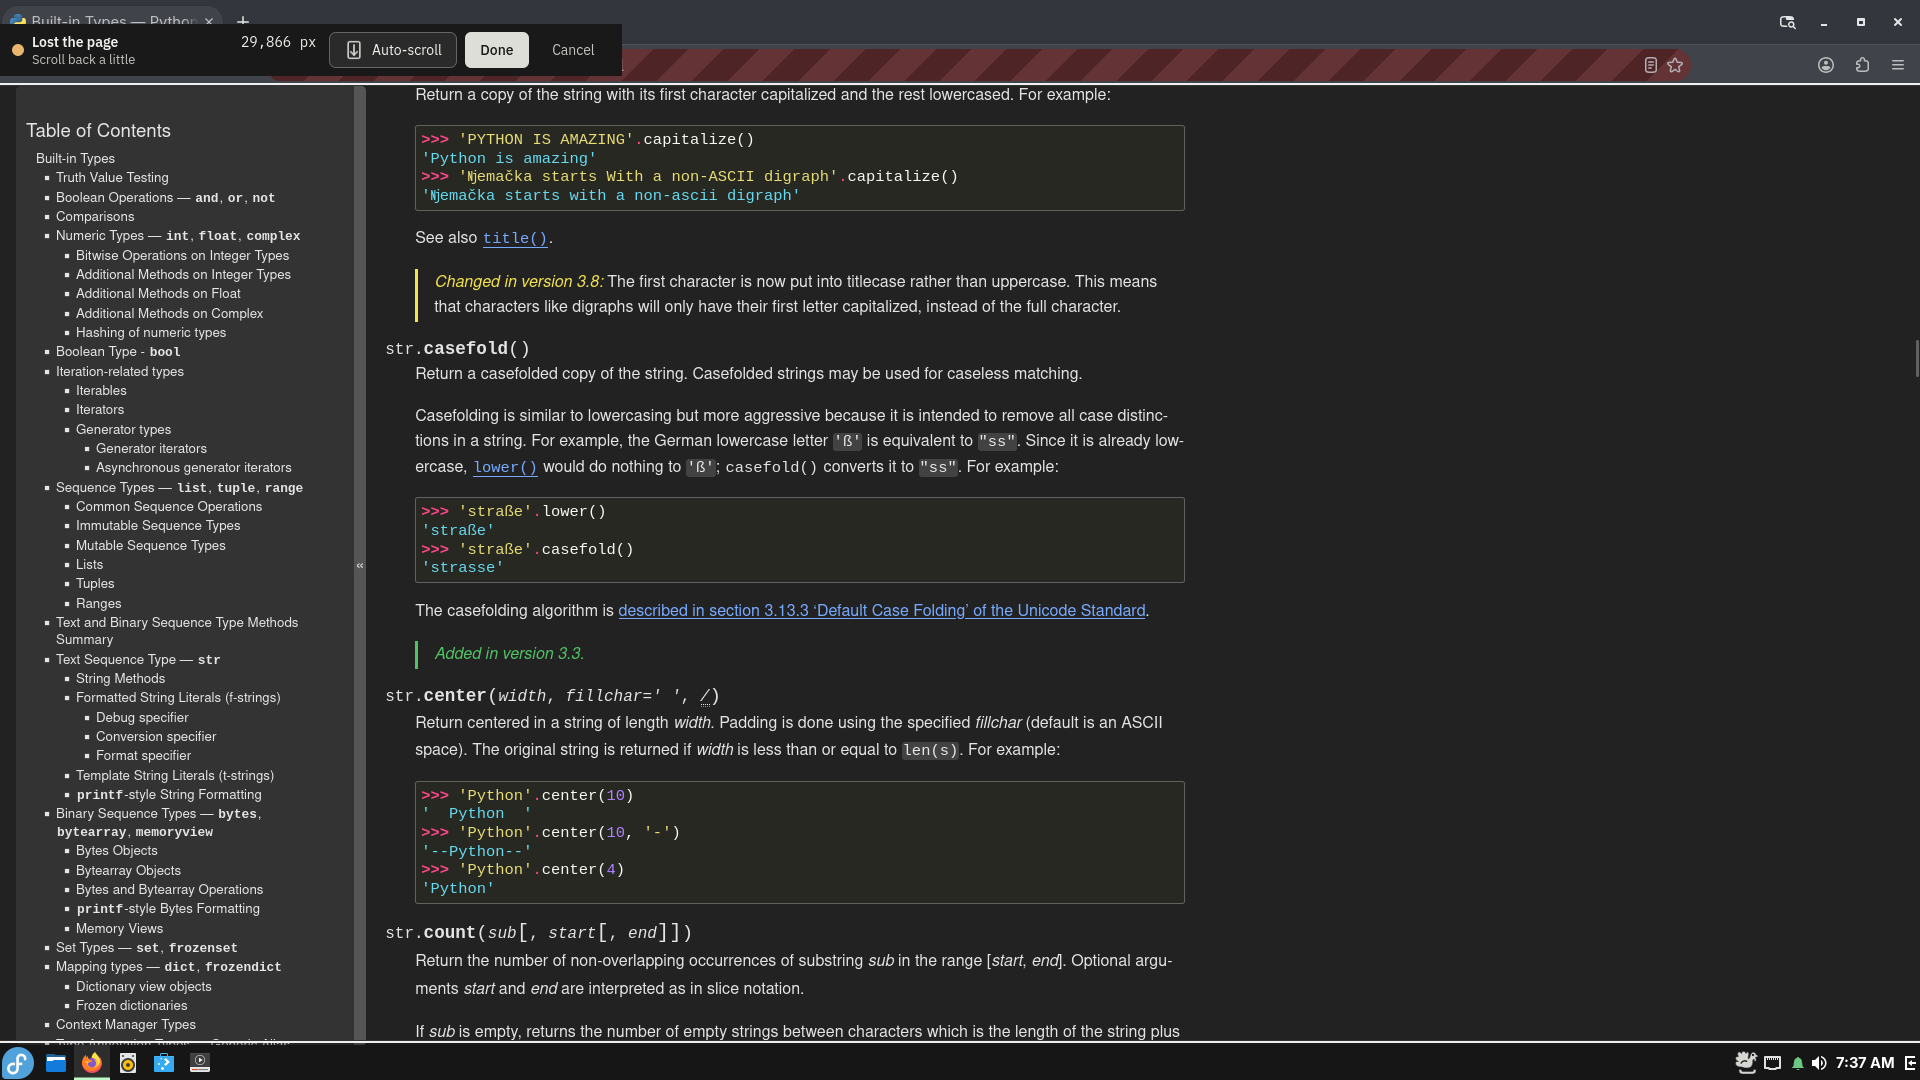 Built-in Types — Python
Lost the page
Scroll back a little
29,866 px
Auto-scroll
Done
Cancel
Table of Contents
Built-in Types
Truth Value Testing
Boolean Operations — and, or, not
Comparisons
Numeric Types — int, float, complex
Bitwise Operations on Integer Types
Additional Methods on Integer Types
Additional Methods on Float
Additional Methods on Complex
Hashing of numeric types
Boolean Type - bool
Iteration-related types
Iterables
Iterators
Generator types
Generator iterators
Asynchronous generator iterators
Sequence Types — list, tuple, range
Common Sequence Operations
Immutable Sequence Types
Mutable Sequence Types
Lists
Tuples
Ranges
Text and Binary Sequence Type Methods
Summary
Text Sequence Type — str
String Methods
Formatted String Literals (f-strings)
Debug specifier
Conversion specifier
Format specifier
Template String Literals (t-strings)
printf-style String Formatting
Binary Sequence Types — bytes,
bytearray, memoryview
Bytes Objects
Bytearray Objects
Bytes and Bytearray Operations
printf-style Bytes Formatting
Memory Views
Set Types — set, frozenset
Mapping types — dict, frozendict
Dictionary view objects
Frozen dictionaries
Context Manager Types
«
Return a copy of the string with its first character capitalized and the rest lowercased. For example:
>>> 'PYTHON IS AMAZING'.capitalize()
'Python is amazing'
>>> 'ǋemačka starts With a non-ASCII digraph'.capitalize()
'ǋemačka starts with a non-ascii digraph'
See also title().
Changed in version 3.8: The first character is now put into titlecase rather than uppercase. This means
that characters like digraphs will only have their first letter capitalized, instead of the full character.
str.casefold()
Return a casefolded copy of the string. Casefolded strings may be used for caseless matching.
Casefolding is similar to lowercasing but more aggressive because it is intended to remove all case distinc-
tions in a string. For example, the German lowercase letter 'ß' is equivalent to "ss". Since it is already low-
ercase, lower() would do nothing to 'ß'; casefold() converts it to "ss". For example:
>>> 'straße'.lower()
'straße'
>>> 'straße'.casefold()
'strasse'
The casefolding algorithm is described in section 3.13.3 ‘Default Case Folding’ of the Unicode Standard.
Added in version 3.3.
str.center(width, fillchar=' ', /)
Return centered in a string of length width. Padding is done using the specified fillchar (default is an ASCII
space). The original string is returned if width is less than or equal to len(s). For example:
>>> 'Python'.center(10)
'  Python  '
>>> 'Python'.center(10, '-')
'--Python--'
>>> 'Python'.center(4)
'Python'
str.count(sub[, start[, end]])
Return the number of non-overlapping occurrences of substring sub in the range [start, end]. Optional argu-
ments start and end are interpreted as in slice notation.
If sub is empty, returns the number of empty strings between characters which is the length of the string plus
7:37 AM